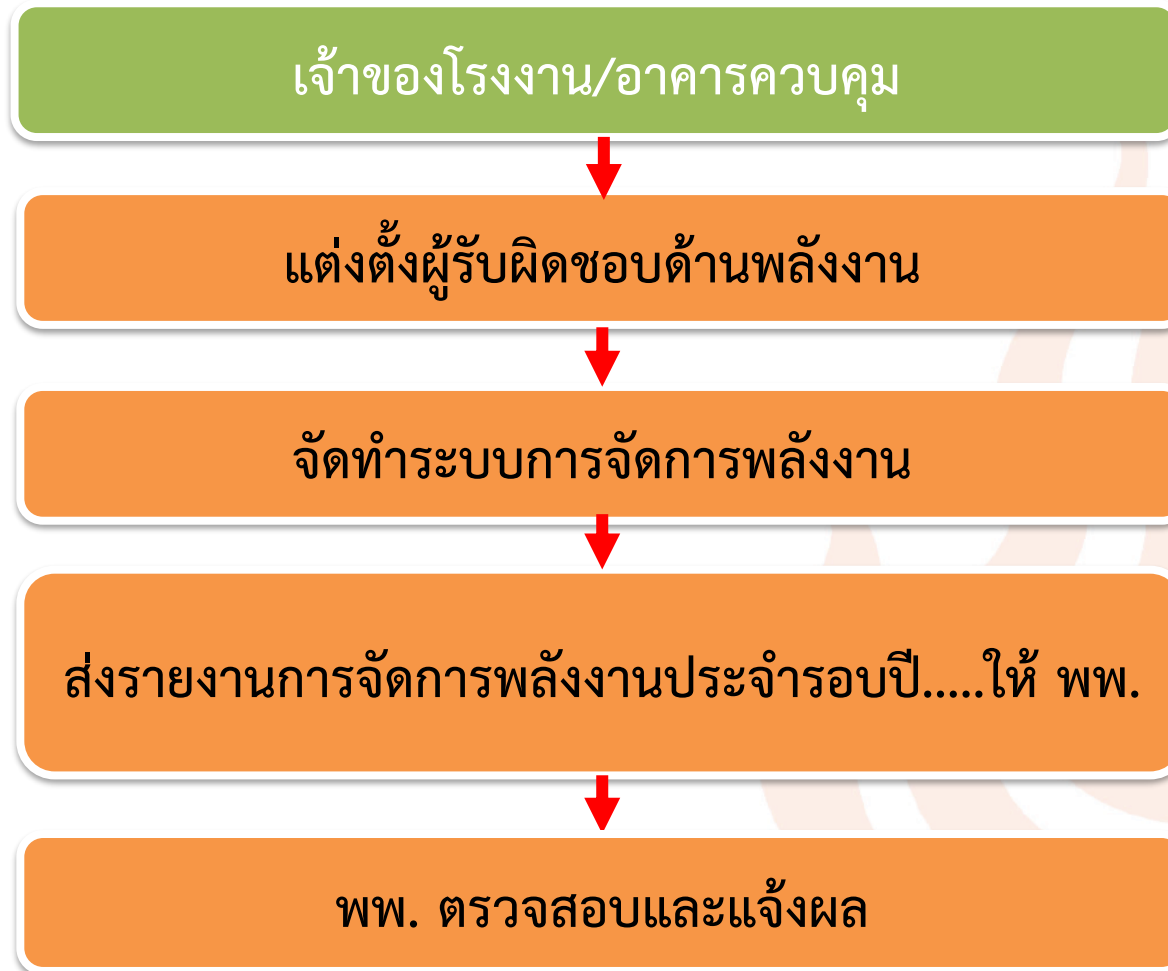 เจ้าของโรงงาน/อาคารควบคุม
แต่งตั้งผู้รับผิดชอบด้านพลังงาน
จัดทำระบบการจัดการพลังงาน
ส่งรายงานการจัดการพลังงานประจำรอบปี.....ให้ พพ.
พพ. ตรวจสอบและแจ้งผล